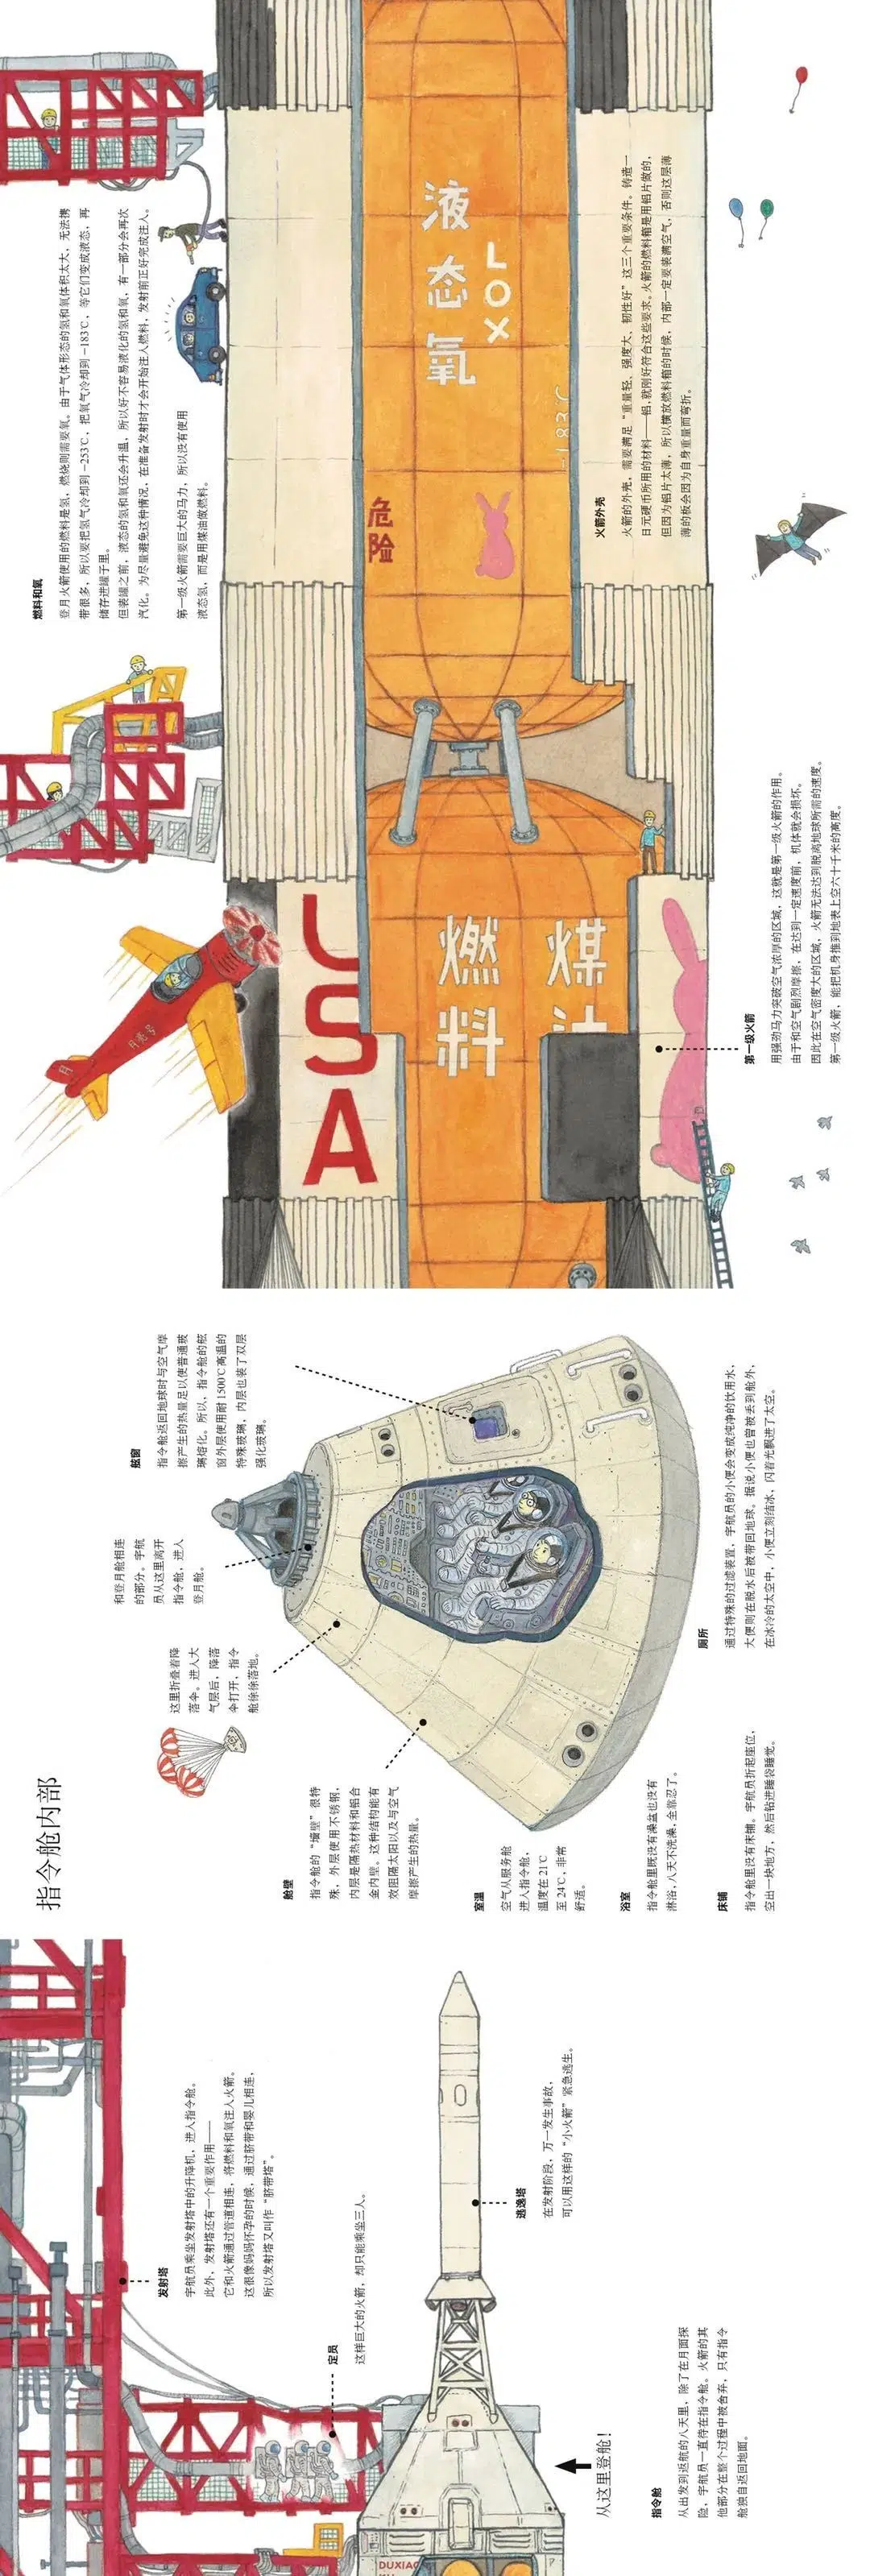 燃料和氧
登月火箭使用的燃料是氢，燃烧则需要氧。由于气体形态的氢和氧体积太大，无法携
带很多，所以要把氢气冷却到 -253℃，把氧气冷却到 -183℃，等它们变成液态，再
储存进罐子里。
但装罐之前，液态的氢和氧还会升温，所以好不容易液化的氢和氧，有一部分会再次
汽化。为尽量避免这种情况，在准备发射时才会开始注入燃料，发射前正好完成注入。
第一级火箭需要巨大的马力，所以没有使用
液态氢，而是用煤油做燃料。
液态氧
LOX
-183℃
危险
火箭外壳
火箭的外壳，需要满足“重量轻、强度大、韧性好”这三个重要条件。铸造一
日元硬币所用的材料——铝，就刚好符合这些要求。火箭的燃料箱是用铝片做的，
但因为铝片太薄，所以横放燃料箱的时候，内部一定要装满空气，否则这层薄
薄的板会因为自身重量而弯折。
月
月光号
USA
燃料
煤油
第一级火箭
用强劲马力突破空气浓厚的区域，这就是第一级火箭的作用。
由于和空气剧烈摩擦，在达到一定速度前，机体就会损坏。
因此在空气密度大的区域，火箭无法达到脱离地球所需的速度。
第一级火箭，能把机身推到地表上空六十千米的高度。
指令舱内部
舷窗
指令舱返回地球时与空气摩
擦产生的热量足以使普通玻
璃熔化。所以，指令舱的舷
窗外层使用耐1500℃高温的
特殊玻璃，内层也装了双层
强化玻璃。
和登月舱相连
的部分。宇航
员从这里离开
指令舱，进入
登月舱。
这里折叠着降
落伞。进入大
气层后，降落
伞打开，指令
舱徐徐落地。
舱壁
指令舱的“墙壁”很特
殊，外层使用不锈钢，
内层是隔热材料和铝合
金内壁。这种结构能有
效阻隔太阳以及与空气
摩擦产生的热量。
室温
空气从服务舱
进入指令舱，
温度在 21℃
至 24℃，非常
舒适。
浴室
指令舱里既没有澡盆也没有
淋浴，八天不洗澡，全靠忍了。
床铺
指令舱里没有床铺。宇航员折起座位，
空出一块地方，然后钻进睡袋睡觉。
厕所
通过特殊的过滤装置，宇航员的小便会变成纯净的饮用水，
大便则在脱水后被带回地球。据说小便也曾被丢到舱外，
在冰冷的太空中，小便立刻结冰，闪着光飘进了太空。
发射塔
宇航员乘坐发射塔中的升降机，进入指令舱。
此外，发射塔还有一个重要作用——
它和火箭通过管道相连，将燃料和氧注入火箭。
这很像妈妈怀孕的时候，通过脐带和婴儿相连，
所以发射塔又叫作“脐带塔”。
定员
这样巨大的火箭，却只能乘坐三人。
逃逸塔
在发射阶段，万一发生事故，
可以用这样的“小火箭”紧急逃生。
从这里登舱！
指令舱
从出发到返航的八天里，除了在月面探
险，宇航员一直待在指令舱。火箭的其
他部分在整个过程中被舍弃，只有指令
舱独自返回地面。
DUXIAO